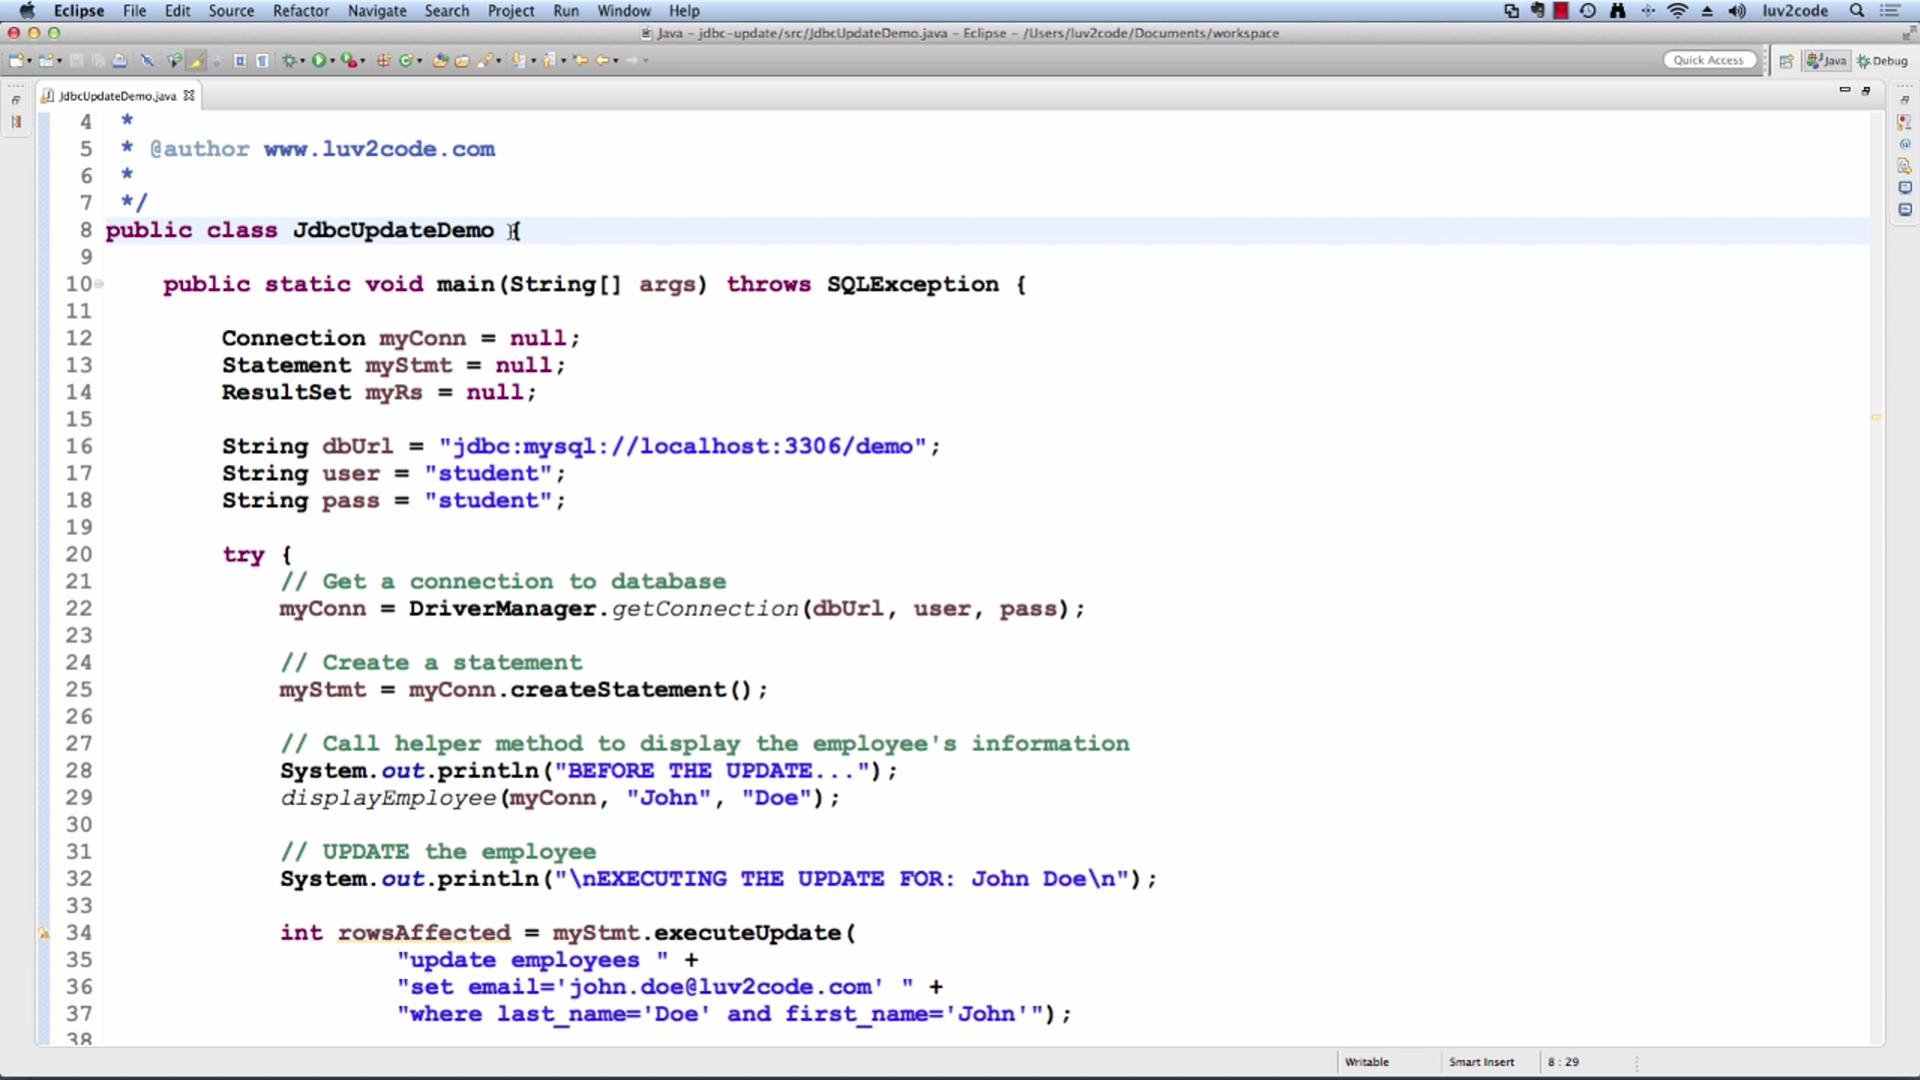 Eclipse File Edit Source Refactor Navigate Search Project Run Window Help luv2code
Java - jdbc-update/src/JdbcUpdateDemo.java - Eclipse - /Users/luv2code/Documents/workspace
Quick Access Java Debug
JdbcUpdateDemo.java
4 *
5 * @author www.luv2code.com
6 *
7 */
8 public class JdbcUpdateDemo {
9
10 public static void main(String[] args) throws SQLException {
11
12 Connection myConn = null;
13 Statement myStmt = null;
14 ResultSet myRs = null;
15
16 String dbUrl = "jdbc:mysql://localhost:3306/demo";
17 String user = "student";
18 String pass = "student";
19
20 try {
21 // Get a connection to database
22 myConn = DriverManager.getConnection(dbUrl, user, pass);
23
24 // Create a statement
25 myStmt = myConn.createStatement();
26
27 // Call helper method to display the employee's information
28 System.out.println("BEFORE THE UPDATE...");
29 displayEmployee(myConn, "John", "Doe");
30
31 // UPDATE the employee
32 System.out.println("\nEXECUTING THE UPDATE FOR: John Doe\n");
33
34 int rowsAffected = myStmt.executeUpdate(
35 "update employees " +
36 "set email='john.doe@luv2code.com' " +
37 "where last_name='Doe' and first_name='John'");
38
Writable Smart Insert 8 : 29